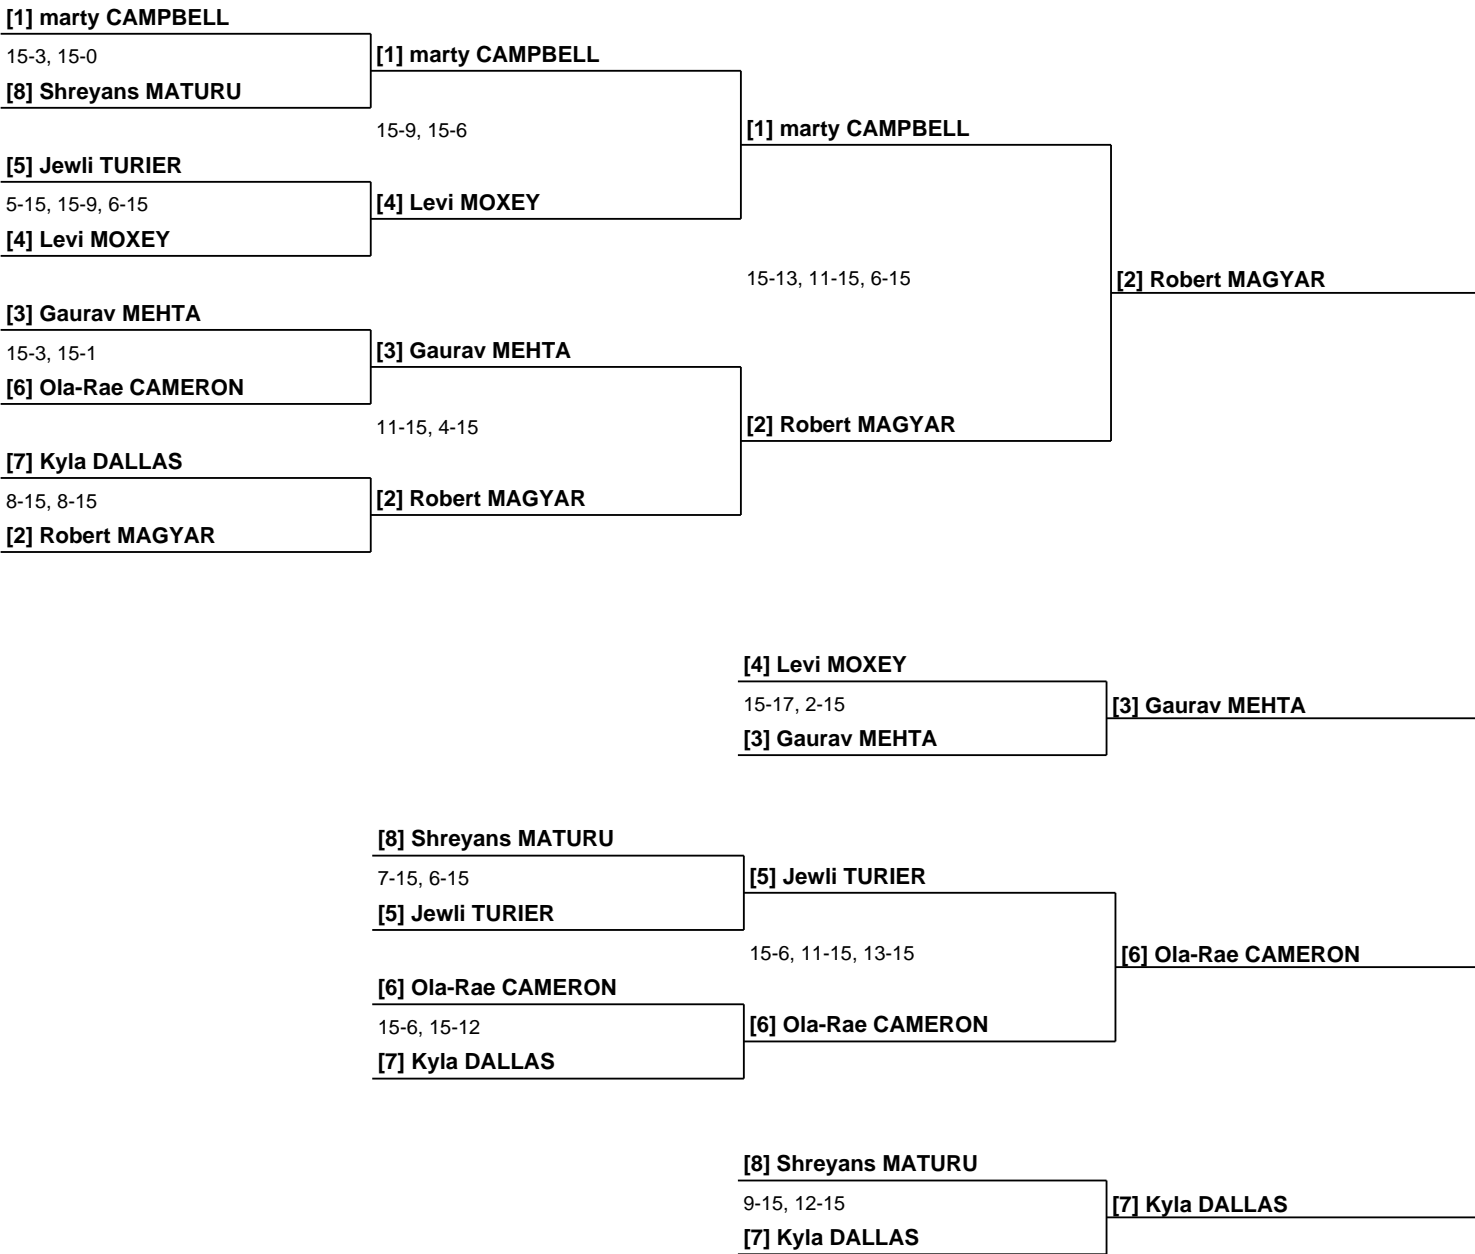 [1] marty CAMPBELL
15-3, 15-0
[1] marty CAMPBELL
[8] Shreyans MATURU
15-9, 15-6
[1] marty CAMPBELL
[5] Jewli TURIER
5-15, 15-9, 6-15
[4] Levi MOXEY
[4] Levi MOXEY
15-13, 11-15, 6-15
[2] Robert MAGYAR
[3] Gaurav MEHTA
15-3, 15-1
[3] Gaurav MEHTA
[6] Ola-Rae CAMERON
11-15, 4-15
[2] Robert MAGYAR
[7] Kyla DALLAS
8-15, 8-15
[2] Robert MAGYAR
[2] Robert MAGYAR
[4] Levi MOXEY
15-17, 2-15
[3] Gaurav MEHTA
[3] Gaurav MEHTA
[8] Shreyans MATURU
7-15, 6-15
[5] Jewli TURIER
[5] Jewli TURIER
15-6, 11-15, 13-15
[6] Ola-Rae CAMERON
[6] Ola-Rae CAMERON
15-6, 15-12
[6] Ola-Rae CAMERON
[7] Kyla DALLAS
[8] Shreyans MATURU
9-15, 12-15
[7] Kyla DALLAS
[7] Kyla DALLAS